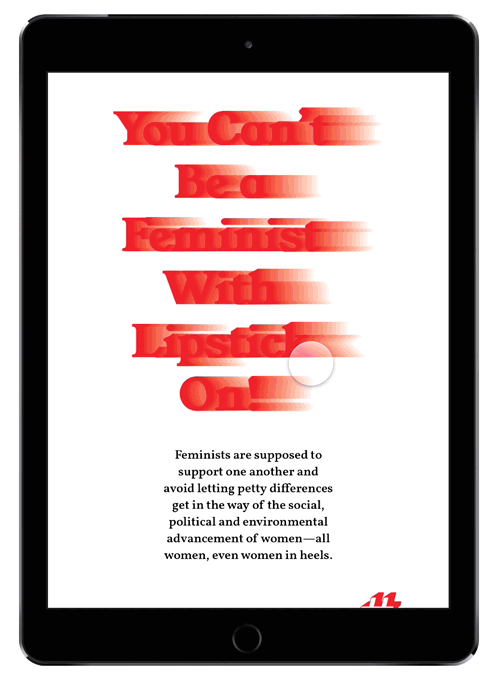 You Can't
Be a
Feminist
With
Lipstick
On!
Feminists are supposed to
support one another and
avoid letting petty differences
get in the way of the social,
political and environmental
advancement of women—all
women, even women in heels.